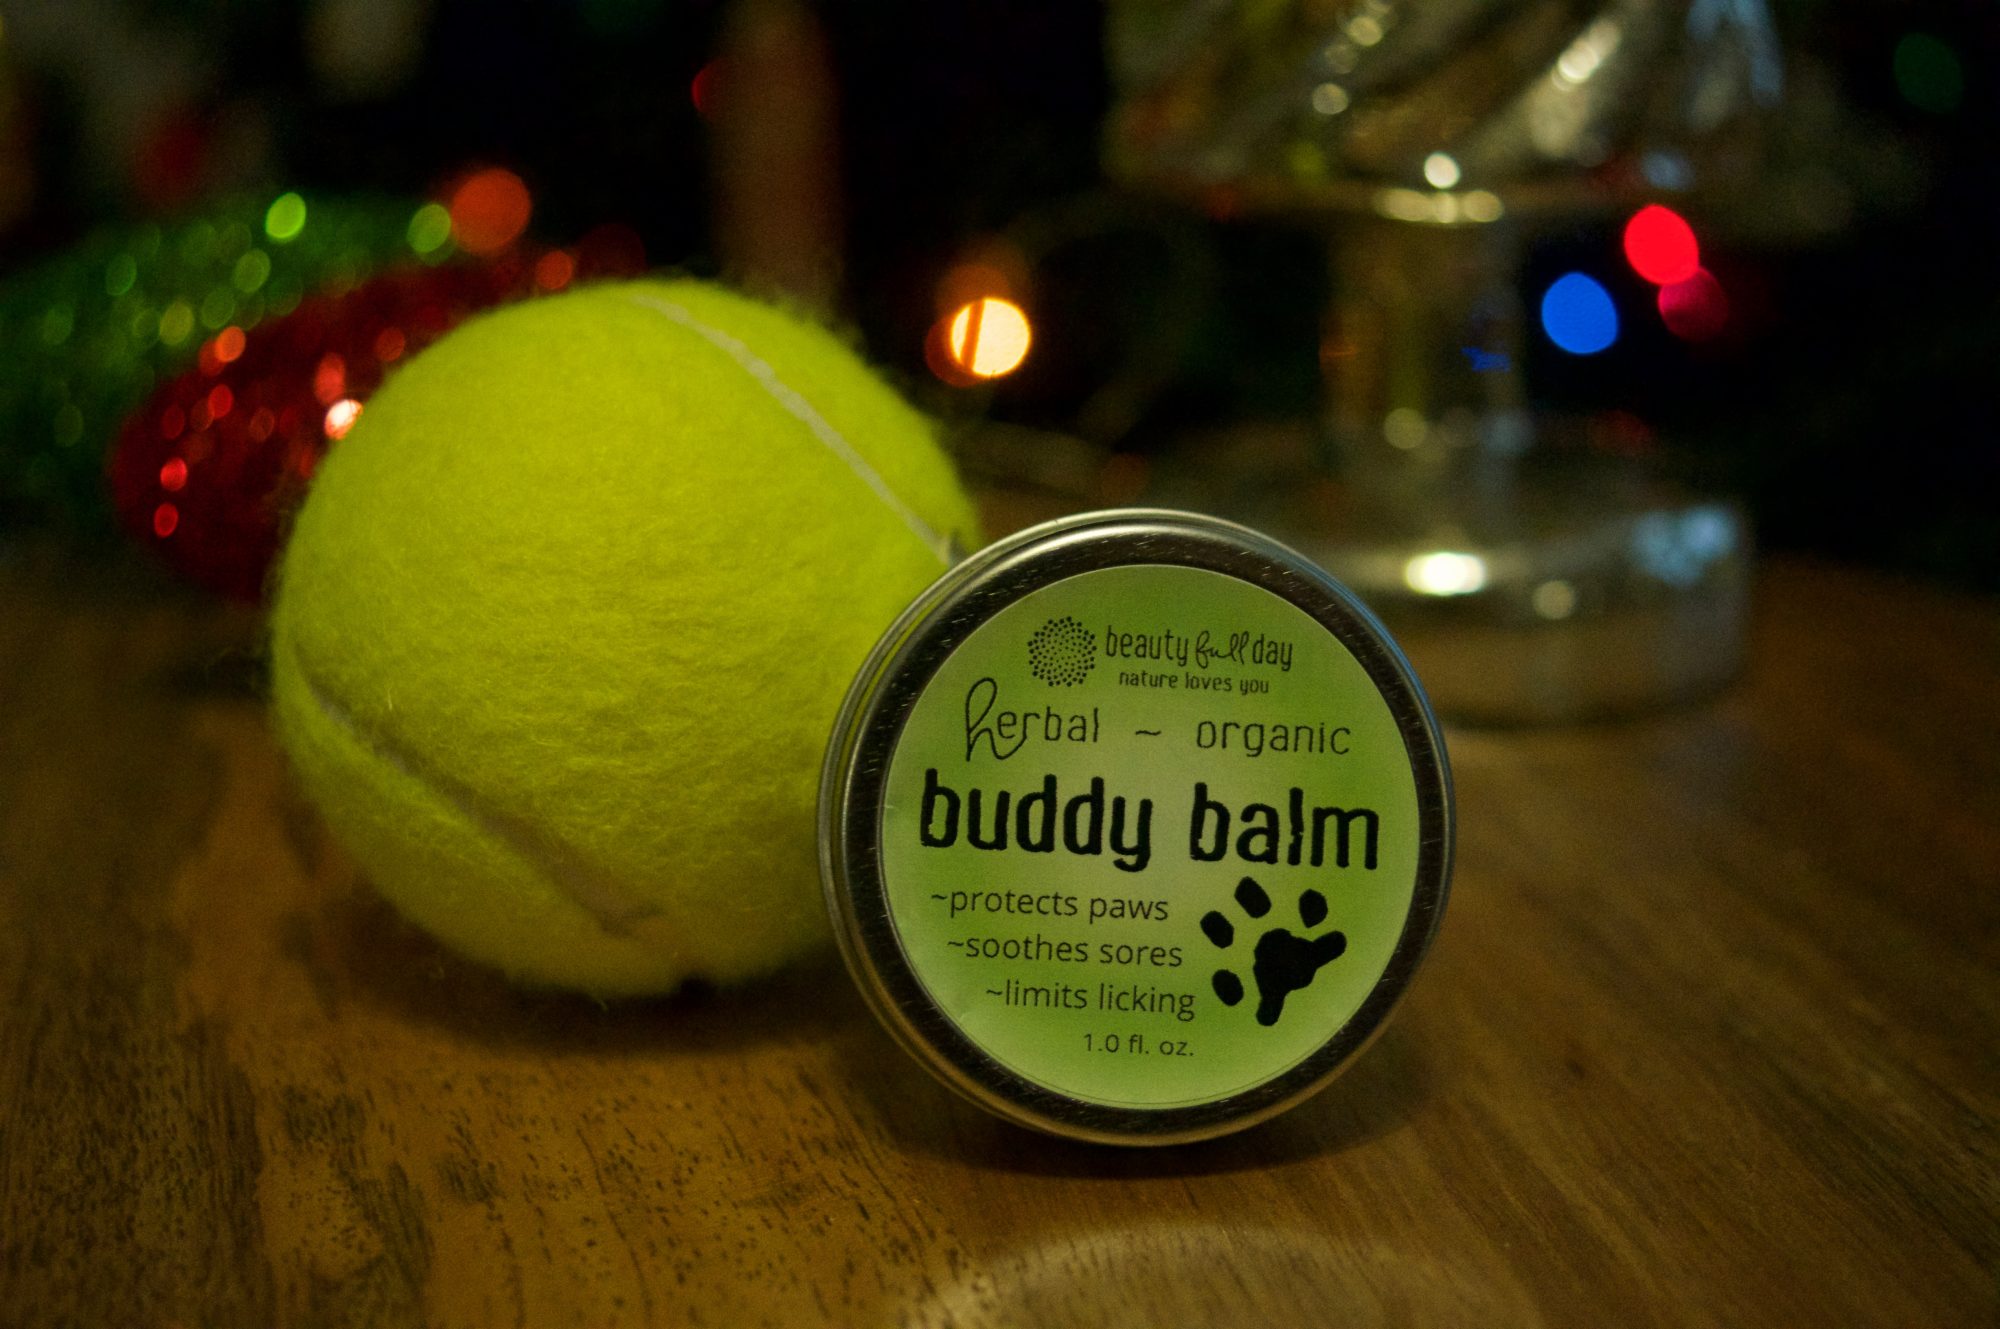 beauty full day
nature loves you
herbal ~ organic
buddy balm
~protects paws
~soothes sores
~limits licking
1.0 fl. oz.